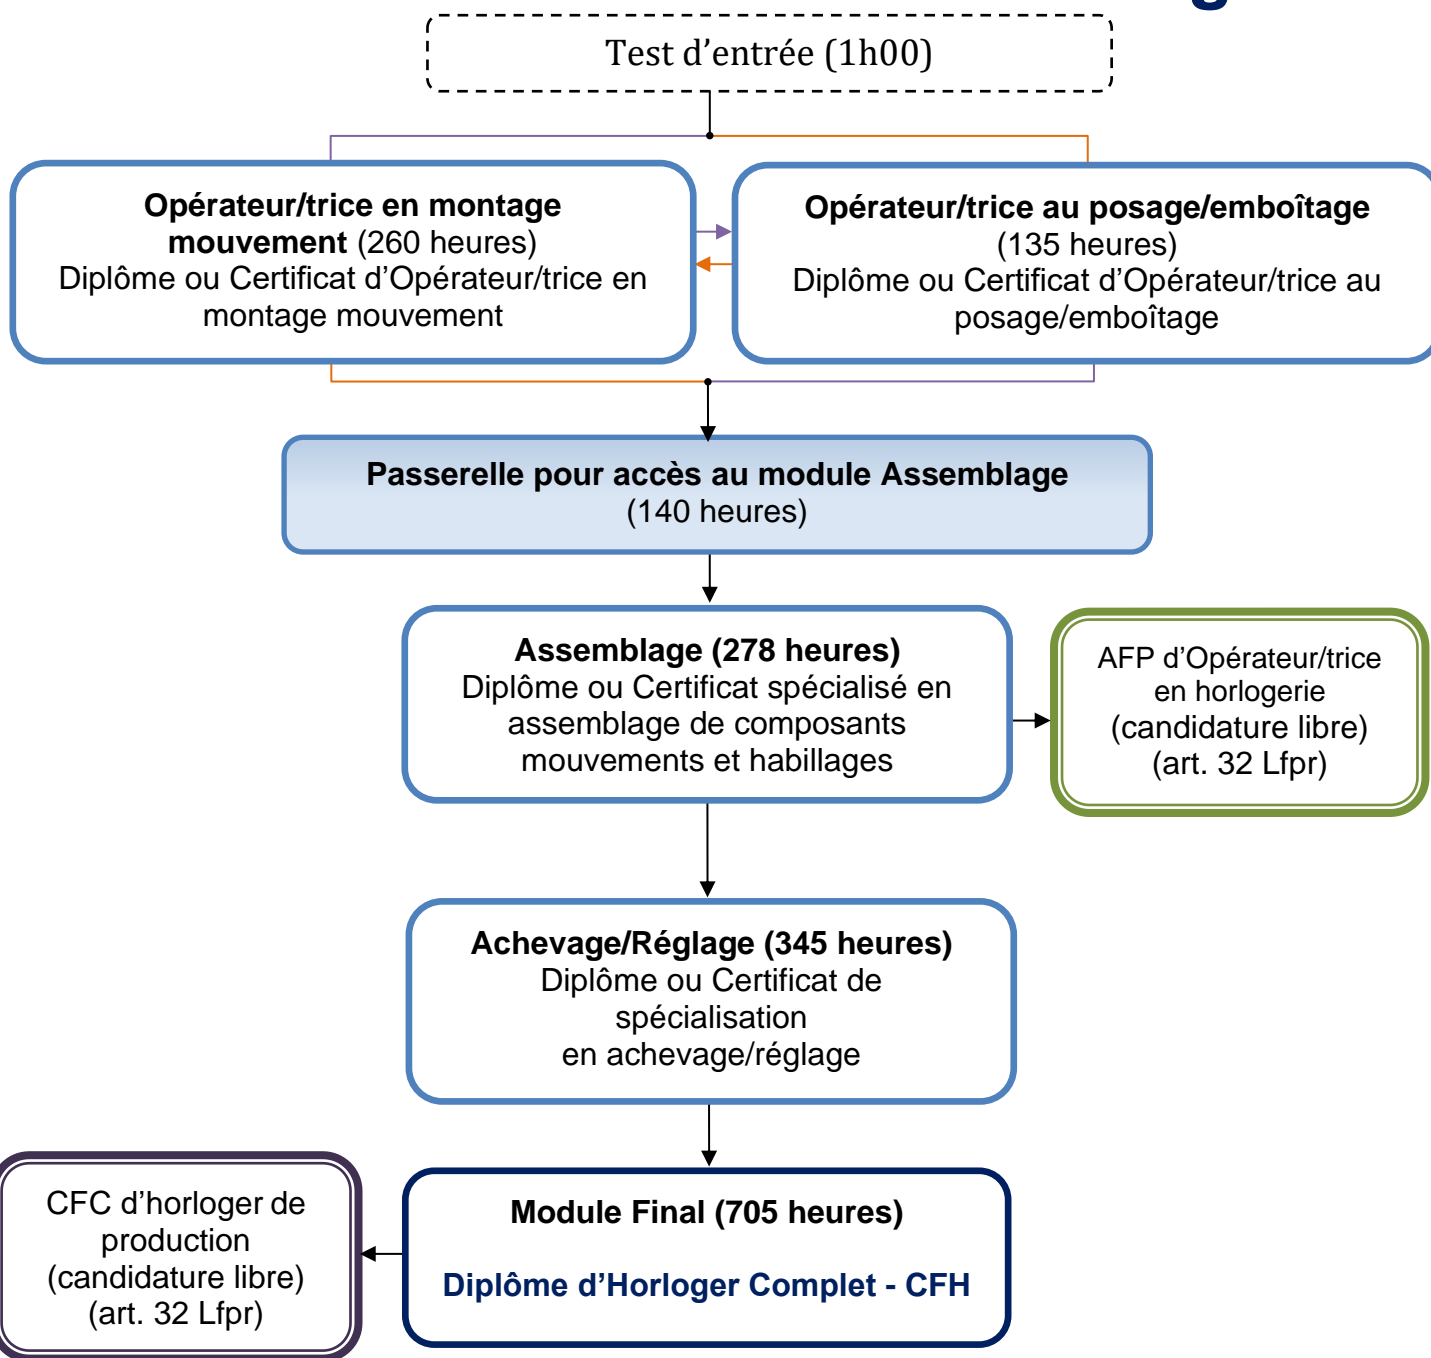 Test d'entrée (1h00)
Opérateur/trice en montage
mouvement (260 heures)
Diplôme ou Certificat d'Opérateur/trice en
montage mouvement
Opérateur/trice au posage/emboîtage
(135 heures)
Diplôme ou Certificat d'Opérateur/trice au
posage/emboîtage
Passerelle pour accès au module Assemblage
(140 heures)
Assemblage (278 heures)
Diplôme ou Certificat spécialisé en
assemblage de composants
mouvements et habillages
AFP d'Opérateur/trice
en horlogerie
(candidature libre)
(art. 32 Lfpr)
Achevage/Réglage (345 heures)
Diplôme ou Certificat de
spécialisation
en achevage/réglage
CFC d'horloger de
production
(candidature libre)
(art. 32 Lfpr)
Module Final (705 heures)
Diplôme d'Horloger Complet - CFH